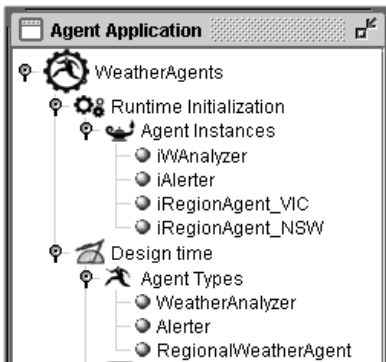 Agent Application
WeatherAgents
Runtime Initialization
Agent Instances
iWAnalyzer
iAlerter
iRegionAgent_VIC
iRegionAgent_NSW
Design time
Agent Types
WeatherAnalyzer
Alerter
RegionalWeatherAgent